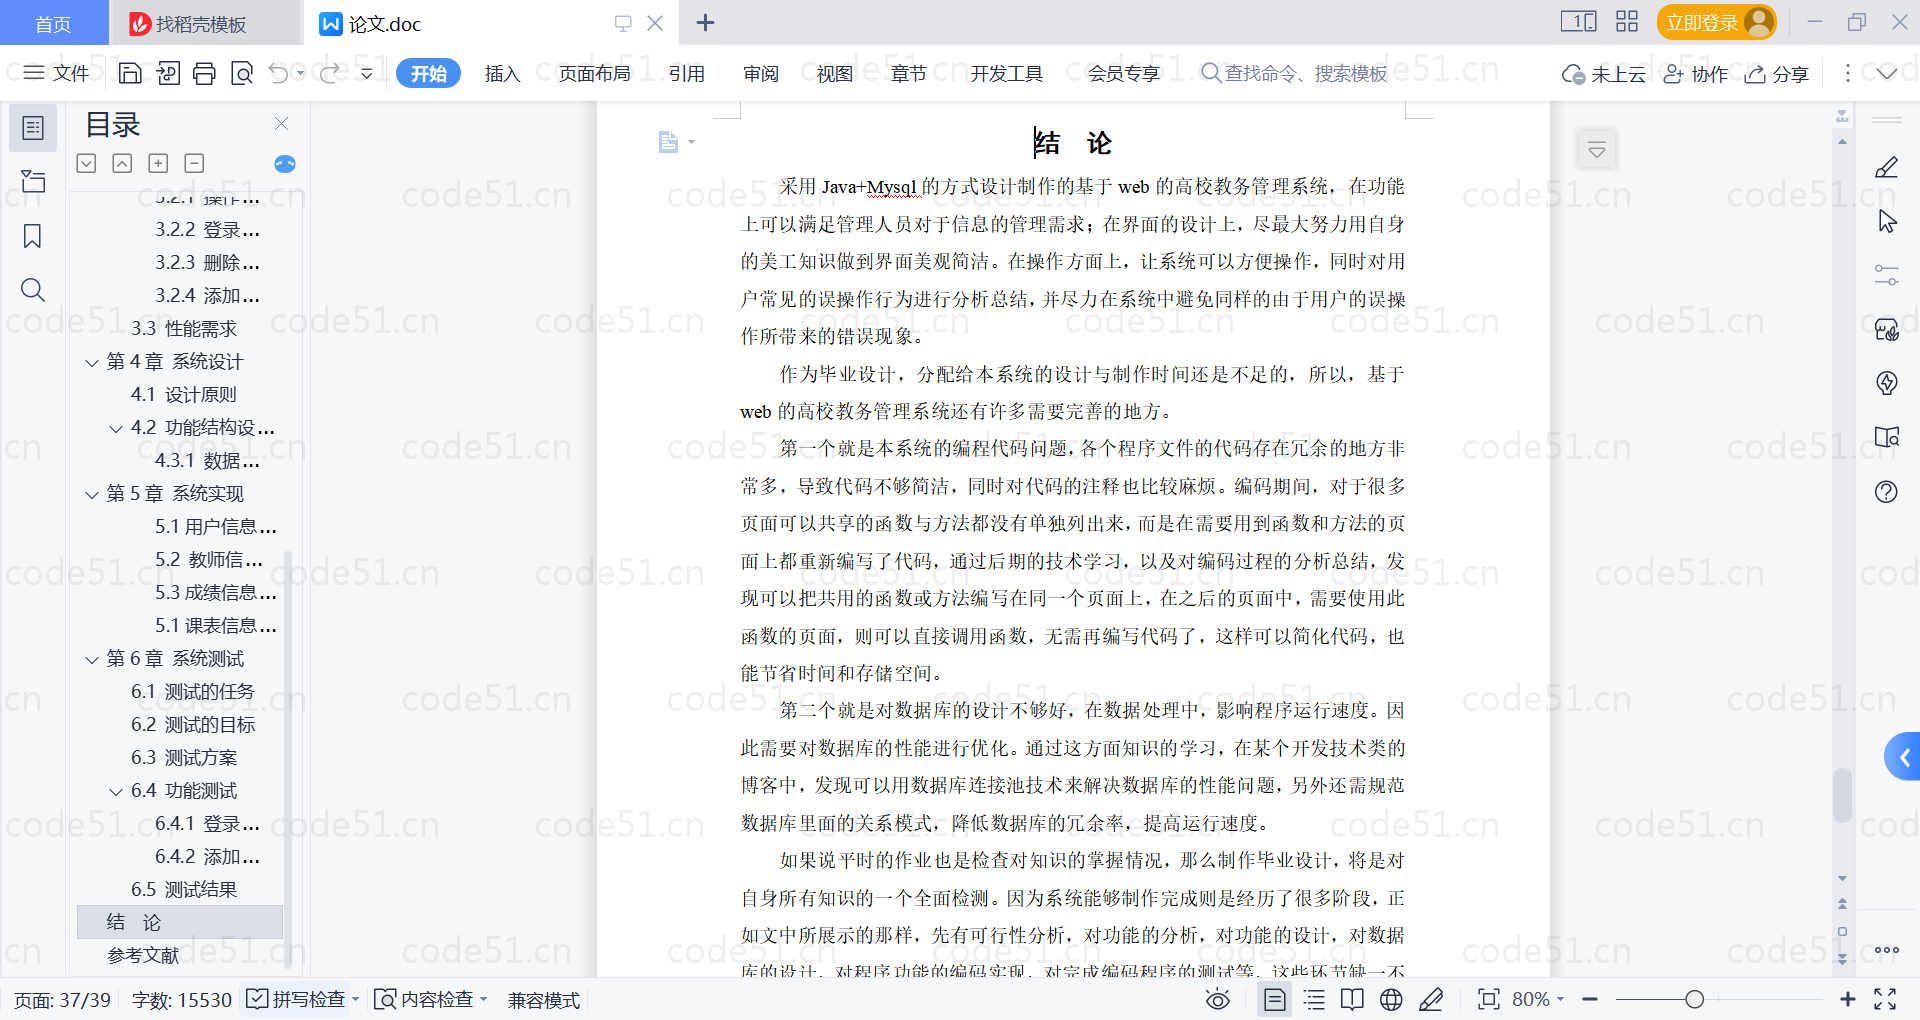 首页
找稻壳模板
论文.doc
立即登录
文件
开始
插入
页面布局
引用
审阅
视图
章节
开发工具
会员专享
查找命令、搜索模板
未上云
协作
分享
目录
3.2.1 操作...
3.2.2 登录...
3.2.3 删除...
3.2.4 添加...
3.3 性能需求
第 4 章 系统设计
4.1 设计原则
4.2 功能结构设...
4.3.1 数据...
第 5 章 系统实现
5.1 用户信息...
5.2 教师信...
5.3 成绩信息...
5.1 课表信息...
第 6 章 系统测试
6.1 测试的任务
6.2 测试的目标
6.3 测试方案
6.4 功能测试
6.4.1 登录...
6.4.2 添加...
6.5 测试结果
结 论
参考文献
结 论
采用 Java+Mysql 的方式设计制作的基于 web 的高校教务管理系统，在功能
上可以满足管理人员对于信息的管理需求；在界面的设计上，尽最大努力用自身
的美工知识做到界面美观简洁。在操作方面上，让系统可以方便操作，同时对用
户常见的误操作行为进行分析总结，并尽力在系统中避免同样的由于用户的误操
作所带来的错误现象。
作为毕业设计，分配给本系统的设计与制作时间还是不足的，所以，基于
web 的高校教务管理系统还有许多需要完善的地方。
第一个就是本系统的编程代码问题，各个程序文件的代码存在冗余的地方非
常多，导致代码不够简洁，同时对代码的注释也比较麻烦。编码期间，对于很多
页面可以共享的函数与方法都没有单独列出来，而是在需要用到函数和方法的页
面上都重新编写了代码，通过后期的技术学习，以及对编码过程的分析总结，发
现可以把共用的函数或方法编写在同一个页面上，在之后的页面中，需要使用此
函数的页面，则可以直接调用函数，无需再编写代码了，这样可以简化代码，也
能节省时间和存储空间。
第二个就是对数据库的设计不够好，在数据处理中，影响程序运行速度。因
此需要对数据库的性能进行优化。通过这方面知识的学习，在某个开发技术类的
博客中，发现可以用数据库连接池技术来解决数据库的性能问题，另外还需规范
数据库里面的关系模式，降低数据库的冗余率，提高运行速度。
如果说平时的作业也是检查对知识的掌握情况，那么制作毕业设计，将是对
自身所有知识的一个全面检测。因为系统能够制作完成则是经历了很多阶段，正
如文中所展示的那样，先有可行性分析，对功能的分析，对功能的设计，对数据
库的设计，对程序功能的编码实现，对完成编码程序的测试等，这些环节缺一不
页面: 37/39
字数: 15530
拼写检查
内容检查
兼容模式
80%
code51.cn